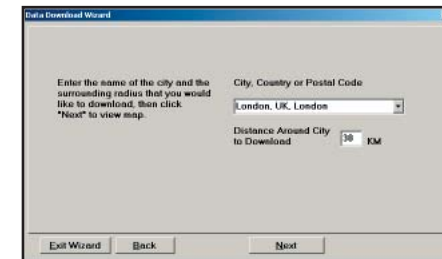 Data Download Wizard
Enter the name of the city and the
surrounding radius that you would
like to download, then click
"Next" to view map.
City, Country or Postal Code
London, UK, London
Distance Around City
to Download
30 KM
Exit Wizard
Back
Next